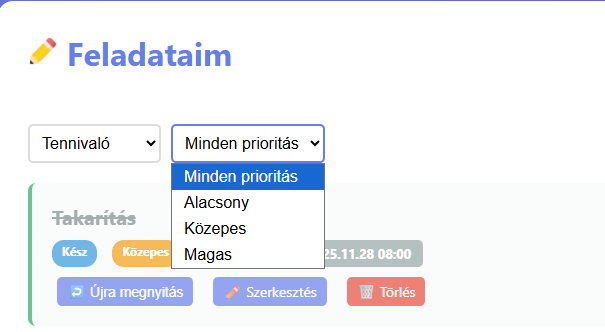 Feladataim
Tennivaló
Minden prioritás
Minden prioritás
Alacsony
Közepes
Magas
Takarítás
Kész
Közepes
25.11.28 08:00
Újra megnyitás
Szerkesztés
Törlés